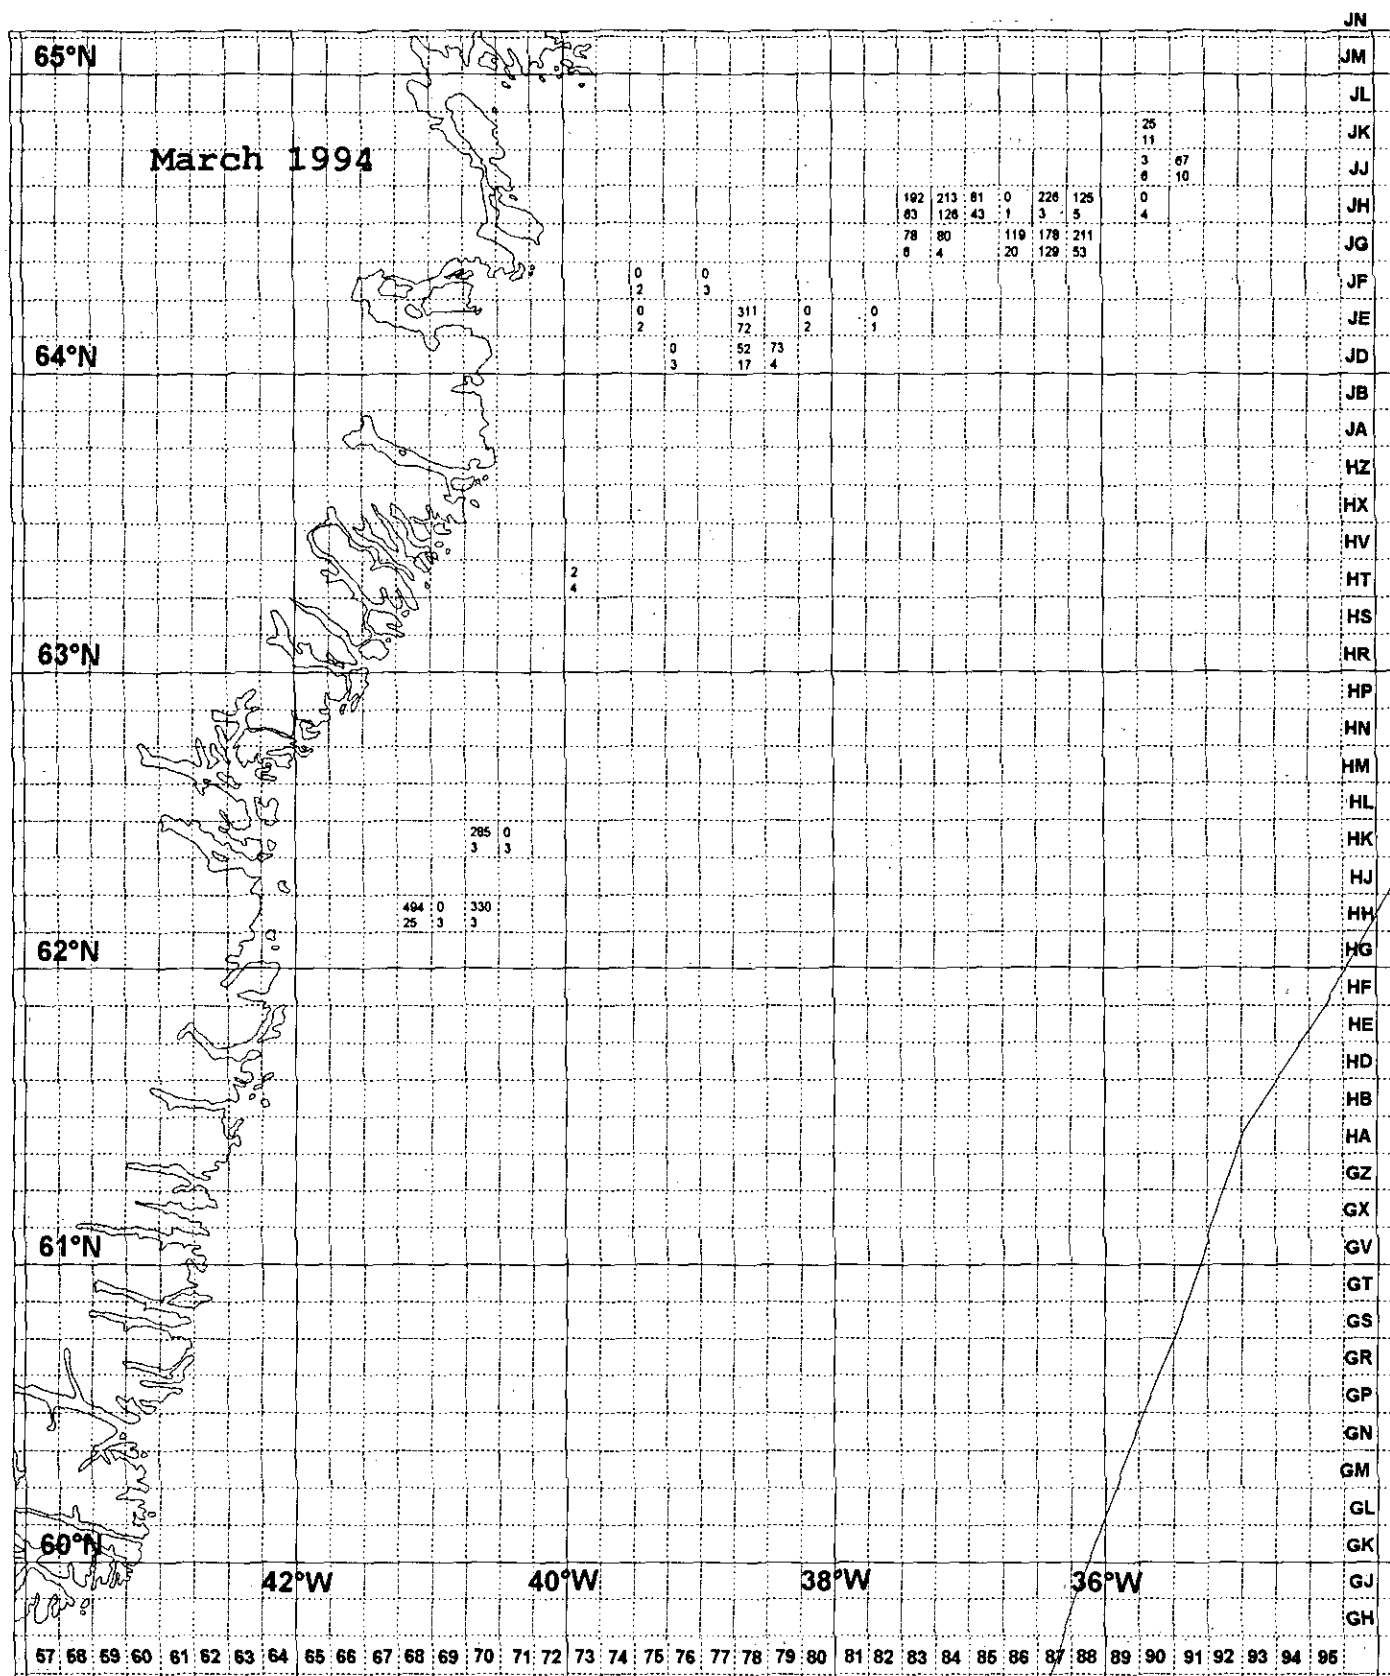 JN
65°N JM
JL
25 JK
11
March 1994 3 67 JJ
6 10
192 213 81 0 226 125 0 JH
63 126 43 1 3 5 4
78 80 119 178 211 JG
6 4 20 129 53
0 0 JF
2 3
0 311 0 0 JE
2 72 2 1
64°N 0 52 73 JD
3 17 4
JB
JA
HZ
HX
HV
2 HT
4
HS
63°N HR
HP
HN
HM
HL
285 0 HK
3 3
HJ
494 0 330 HH
25 3 3
62°N HG
HF
HE
HD
HB
HA
GZ
GX
61°N GV
GT
GS
GR
GP
GN
GM
GL
60°N GK
42°W 40°W 38°W 36°W GJ
GH
57 58 59 60 61 62 63 64 65 66 67 68 69 70 71 72 73 74 75 76 77 78 79 80 81 82 83 84 85 86 87 88 89 90 91 92 93 94 95